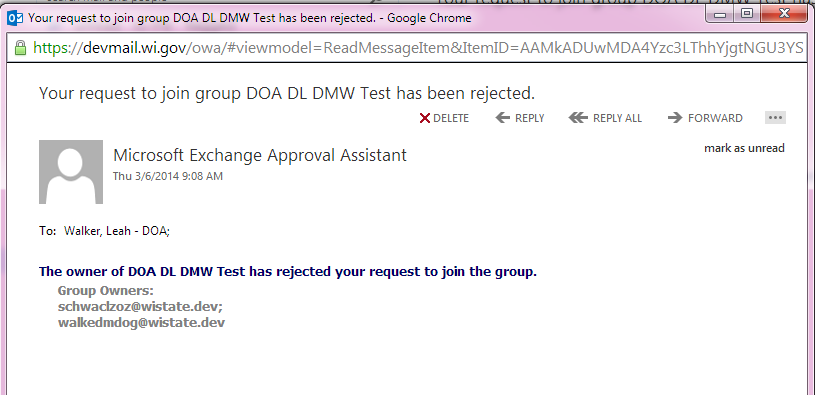 Your request to join group DOA DL DMW Test has been rejected. - Google Chrome
https://devmail.wi.gov/owa/#viewmodel=ReadMessageItem&ItemID=AAMkADUwMDA4Yzc3LThhYjgtNGU3YS
Your request to join group DOA DL DMW Test has been rejected.
DELETE REPLY REPLY ALL FORWARD ...
Microsoft Exchange Approval Assistant
mark as unread
Thu 3/6/2014 9:08 AM
To: Walker, Leah - DOA;
The owner of DOA DL DMW Test has rejected your request to join the group.
Group Owners:
schwaclzoz@wistate.dev;
walkedmdog@wistate.dev